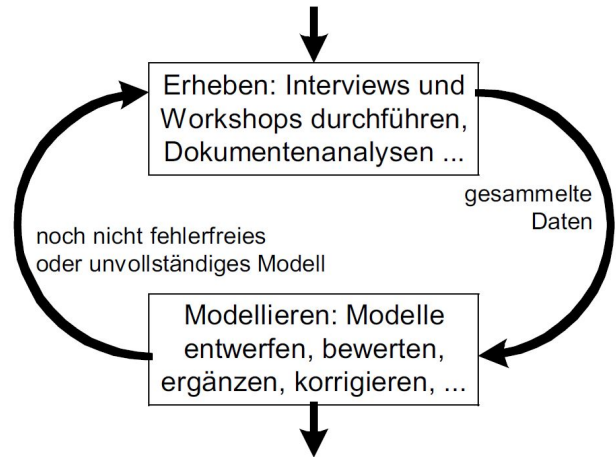 Erheben: Interviews und
Workshops durchführen,
Dokumentenanalysen ...
gesammelte
Daten
noch nicht fehlerfreies
oder unvollständiges Modell
Modellieren: Modelle
entwerfen, bewerten,
ergänzen, korrigieren, ...